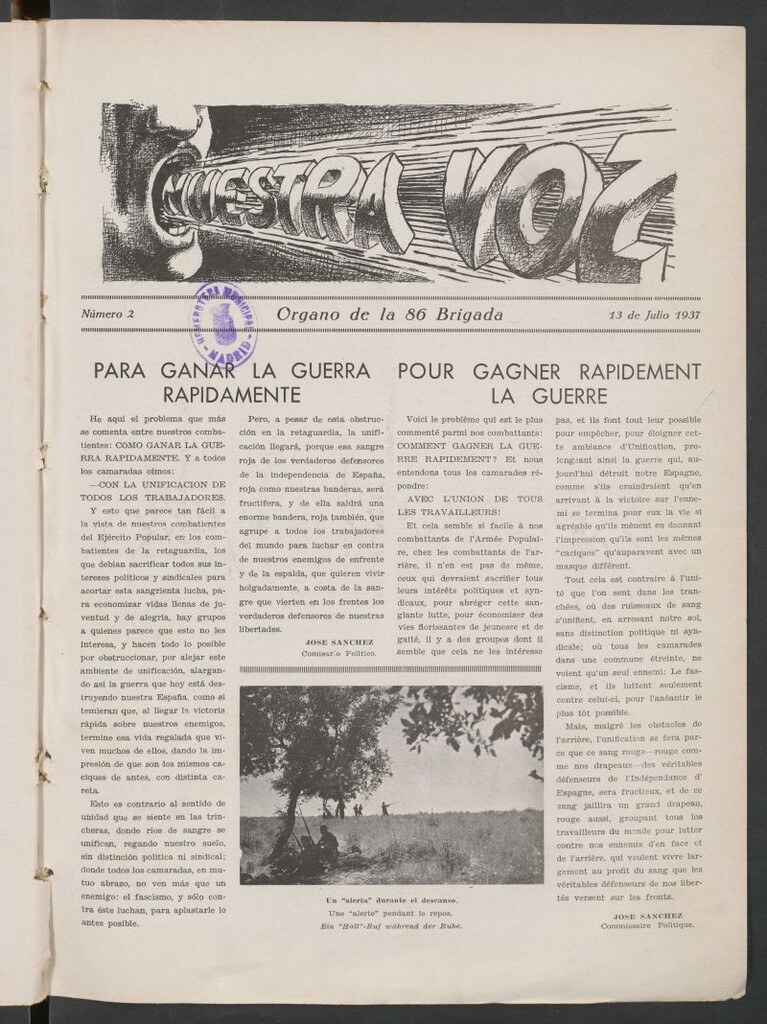 NUESTRA VOZ
Número 2
Organo de la 86 Brigada
13 de Julio 1937
HEMEROTECA MUNICIPAL
MADRID
PARA GANAR LA GUERRA
RAPIDAMENTE
He aquí el problema que más
se comenta entre nuestros comba-
tientes: COMO GANAR LA GUE-
RRA RAPIDAMENTE. Y a todos
los camaradas oímos:
—CON LA UNIFICACION DE
TODOS LOS TRABAJADORES.
Y esto que parece tan fácil a
la vista de nuestros combatientes
del Ejército Popular, en los com-
batientes de la retaguardia, los
que debían sacrificar todos sus in-
tereses políticos y sindicales para
acortar esta sangrienta lucha, pa-
ra economizar vidas llenas de ju-
ventud y de alegría, hay grupos
a quienes parece que esto no les
interesa, y hacen todo lo posible
por obstruccionar, por alejar este
ambiente de unificación, alargan-
do así la guerra que hoy está des-
truyendo nuestra España, como si
temieran que, al llegar la victoria
rápida sobre nuestros enemigos,
termine esa vida regalada que vi-
ven muchos de ellos, dando la im-
presión de que son los mismos ca-
ciques de antes, con distinta ca-
reta.
Esto es contrario al sentido de
unidad que se siente en las trin-
cheras, donde ríos de sangre se
unifican, regando nuestro suelo,
sin distinción política ni sindical;
donde todos los camaradas, en mu-
tuo abrazo, no ven más que un
enemigo: el fascismo, y sólo con-
tra éste luchan, para aplastarle lo
antes posible.
Pero, a pesar de esta obstruc-
ción en la retaguardia, la unifi-
cación llegará, porque esa sangre
roja de los verdaderos defensores
de la independencia de España,
roja como nuestras banderas, será
fructífera, y de ella saldrá una
enorme bandera, roja también, que
agrupe a todos los trabajadores
del mundo para luchar en contra
de nuestros enemigos de enfrente
y de la espalda, que quieren vivir
holgadamente, a costa de la san-
gre que vierten en los frentes los
verdaderos defensores de nuestras
libertades.
JOSE SANCHEZ
Comisario Político.
POUR GAGNER RAPIDEMENT
LA GUERRE
Voici le problème qui est le plus
commenté parmi nos combattants:
COMMENT GAGNER LA GUE-
RRE RAPIDEMENT? Et nous
entendons tous les camarades ré-
pondre:
AVEC L'UNION DE TOUS
LES TRAVAILLEURS!
Et cela semble si facile à nos
combattants de l'Armée Populai-
re, chez les combattants de l'ar-
rière, il n'en est pas de même,
ceux qui devraient sacrifier tous
leurs intérêts politiques et syn-
dicaux, pour abréger cette san-
glante lutte, pour économiser des
vies florissantes de jeunesse et de
gaité, il y a des groupes dont il
semble que cela ne les intéresse
pas, et ils font tout leur possible
pour empêcher, pour éloigner cet-
te ambiance d'Unification, pro-
longeant ainsi la guerre qui, au-
jourd'hui détruit notre Espagne,
comme s'ils craindraient qu'en
arrivant à la victoire sur l'enne-
mi se termina pour eux la vie si
agréable qu'ils mènent en donnant
l'impression qu'ils sont les mêmes
"caciques" qu'auparavent avec un
masque différent.
Tout cela est contraire à l'uni-
té que l'on sent dans les tran-
chées, où des ruisseaux de sang
s'unifient, en arrosant notre sol,
sans distinction politique ni syn-
dicale; où tous les camarades
dans une commune étreinte, ne
voient qu'un seul ennemi: Le fas-
cisme, et ils luttent seulement
contre celui-ci, pour l'anéantir le
plus tôt possible.
Mais, malgré les obstacles de
l'arrière, l'unification se fera par-
ce que ce sang rouge—rouge com-
me nos drapeaux—des véritables
défenseurs de l'Indépendance d'
Espagne, sera fructieux, et de ce
sang jaillira un grand drapeau,
rouge aussi, groupant tous les
travailleurs du monde pour lutter
contre nos ennemis d'en face et
de l'arrière, qui veulent vivre lar-
gement au profit du sang que les
véritables défenseurs de nos liber-
tés versent sur les fronts.
JOSE SANCHEZ
Commissaire Politique.
Un "alerta" durante el descanso.
Une "alerte" pendant le repos.
Ein "Holl"-Ruf während der Ruhe.